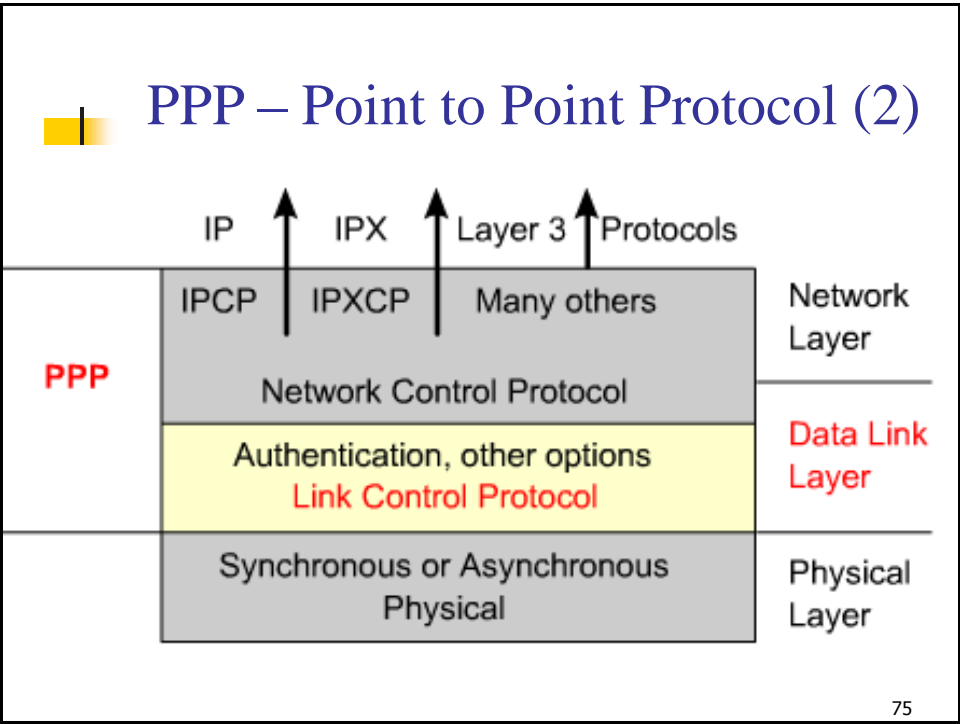 PPP – Point to Point Protocol (2)
IP IPX Layer 3 Protocols
IPCP IPXCP Many others
Network Control Protocol
Network
Layer
PPP
Authentication, other options
Link Control Protocol
Data Link
Layer
Synchronous or Asynchronous
Physical
Physical
Layer
75